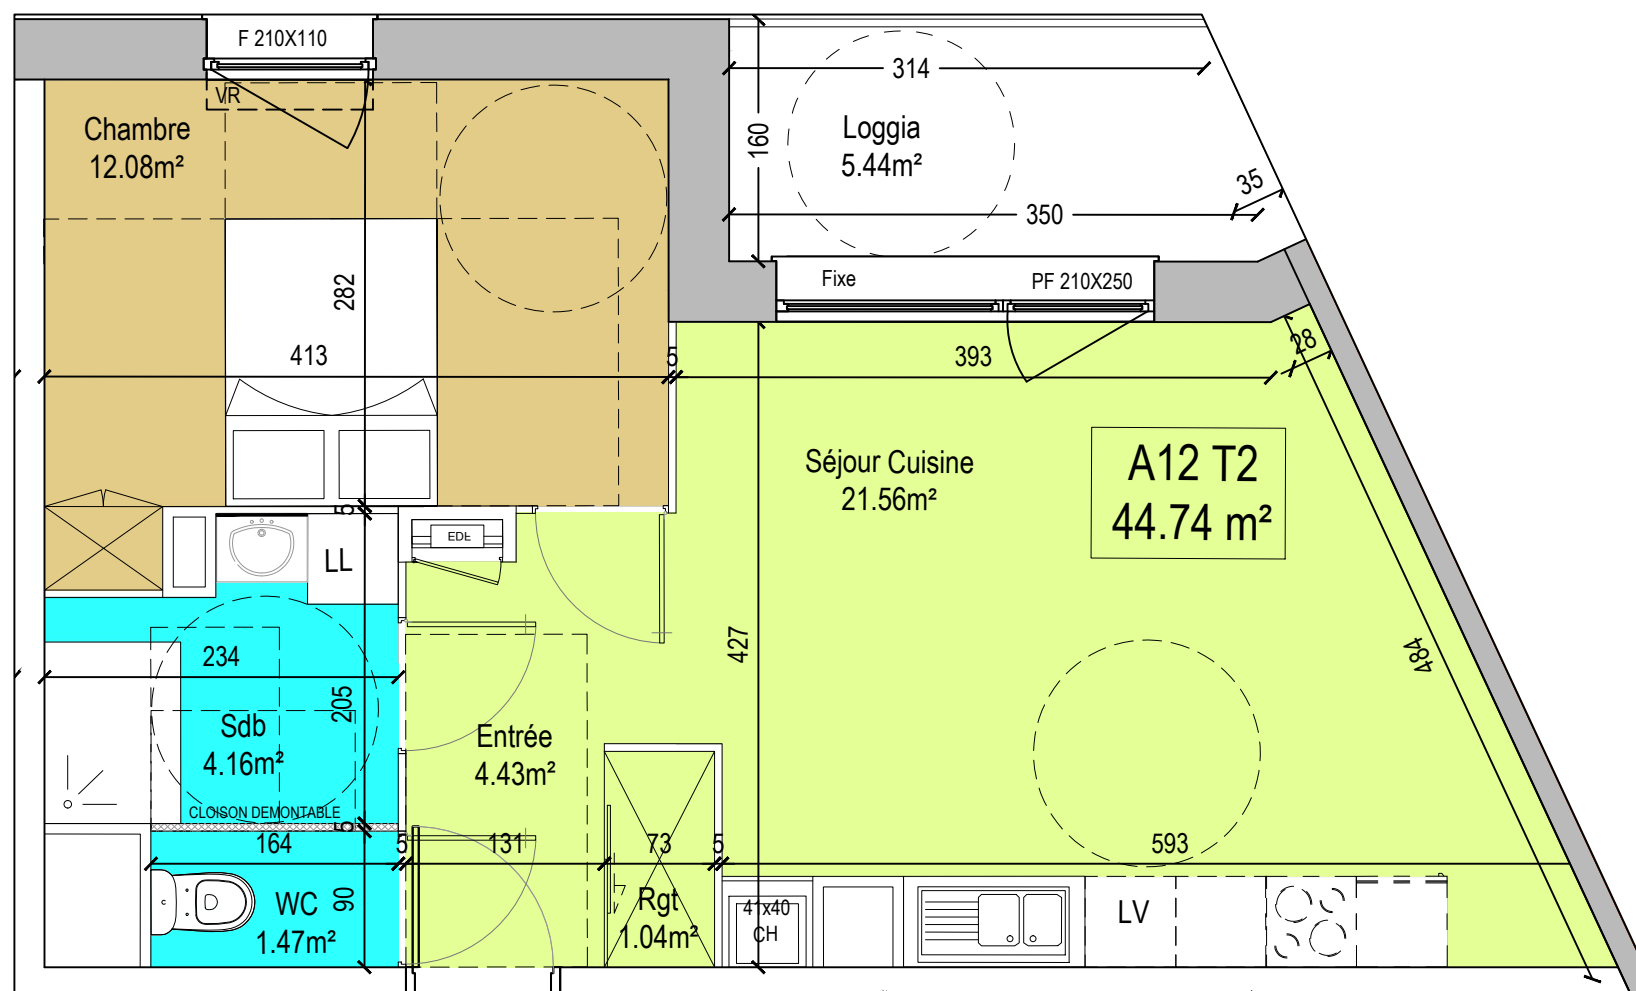 F 210X110
VR
314
Chambre
12.08m²
Loggia
5.44m²
160
35
350
Fixe
PF 210X250
282
413
5
393
28
Séjour Cuisine
21.56m²
A12 T2
44.74 m²
5
EDE
LL
234
205
427
484
Sdb
4.16m²
Entrée
4.43m²
CLOISON DEMONTABLE
5
164
5
131
73
5
593
WC
1.47m²
90
Rgt
1.04m²
41x40
CH
LV